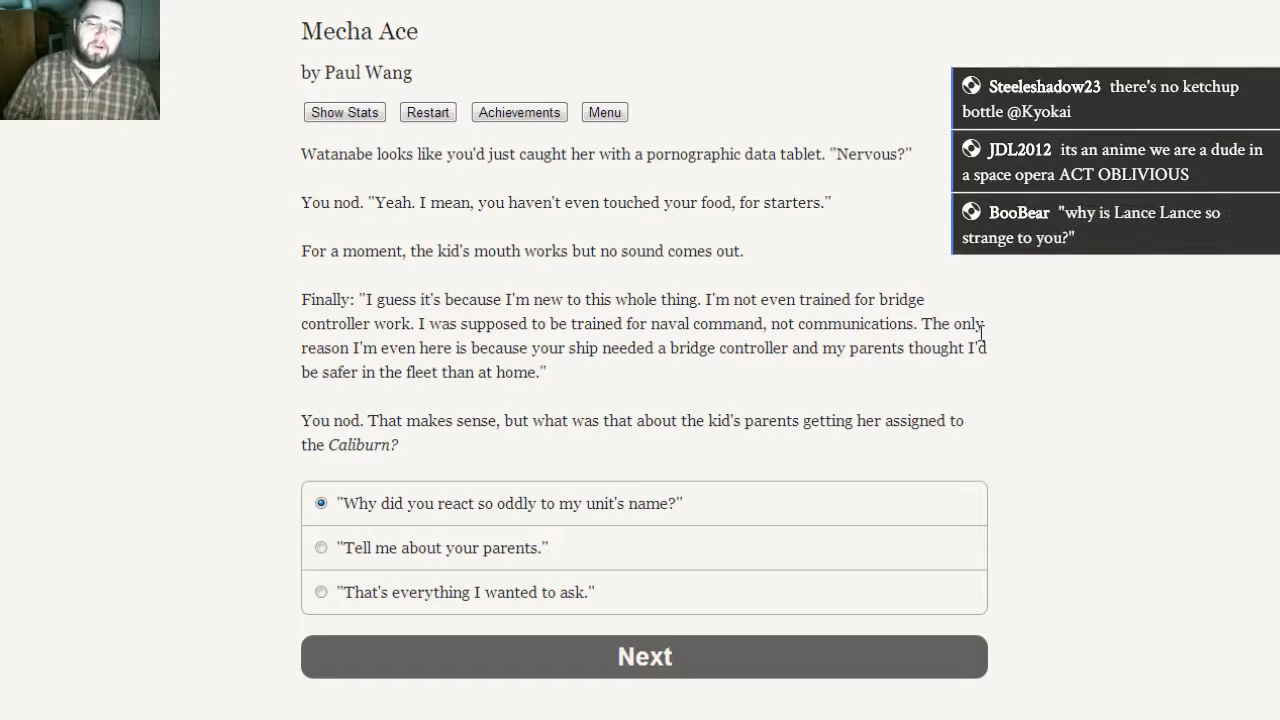 Mecha Ace
by Paul Wang
Show Stats Restart Achievements Menu
Watanabe looks like you'd just caught her with a pornographic data tablet. "Nervous?"
You nod. "Yeah. I mean, you haven't even touched your food, for starters."
For a moment, the kid's mouth works but no sound comes out.
Finally: "I guess it's because I'm new to this whole thing. I'm not even trained for bridge
controller work. I was supposed to be trained for naval command, not communications. The only
reason I'm even here is because your ship needed a bridge controller and my parents thought I'd
be safer in the fleet than at home."
You nod. That makes sense, but what was that about the kid's parents getting her assigned to
the Caliburn?
"Why did you react so oddly to my unit's name?"
"Tell me about your parents."
"That's everything I wanted to ask."
Next
Steeleshadow23 there's no ketchup
bottle @Kyokai
JDL2012 its an anime we are a dude in
a space opera ACT OBLIVIOUS
BooBear "why is Lance Lance so
strange to you?"